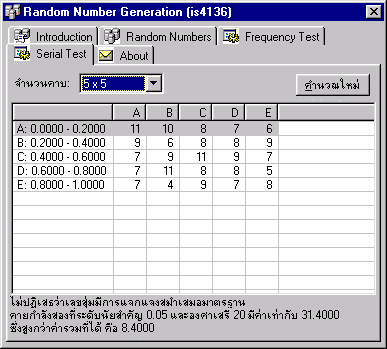 Random Number Generation (is4136)
Introduction Random Numbers Frequency Test
Serial Test About
จำนวนคาบ: 5 x 5 คำนวณใหม่
A B C D E
A: 0.0000 - 0.2000 11 10 8 7 6
B: 0.2000 - 0.4000 9 6 8 8 9
C: 0.4000 - 0.6000 7 9 11 9 7
D: 0.6000 - 0.8000 7 11 8 8 5
E: 0.8000 - 1.0000 7 4 9 7 8
ไม่ปฏิเสธว่าเลขสุ่มมีการแจกแจงสม่ำเสมอมาตรฐาน
คายกำลังสองที่ระดับนัยสำคัญ 0.05 และองศาเสรี 20 มีค่าเท่ากับ 31.4000
ซึ่งสูงกว่าค่ารวมที่ได้ คือ 8.4000